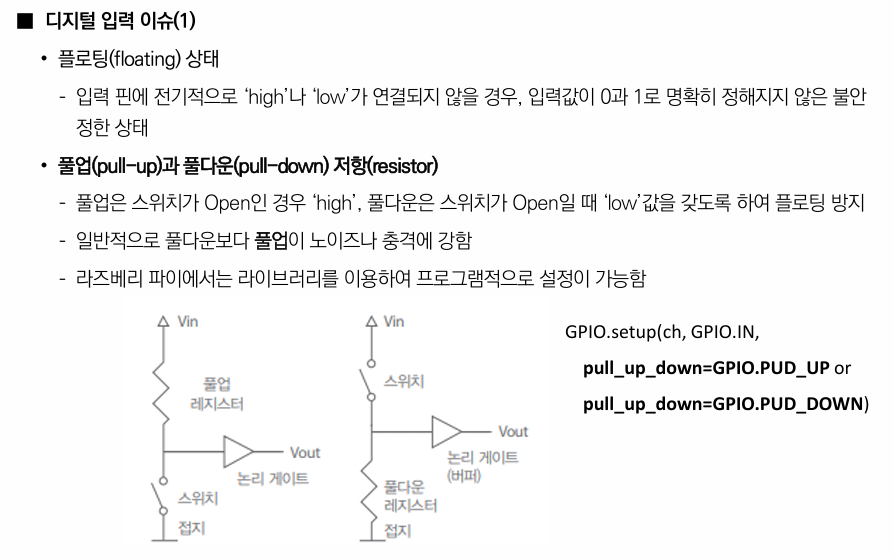 ■ 디지털 입력 이슈(1)
• 플로팅(floating) 상태
- 입력 핀에 전기적으로 ‘high’나 ‘low’가 연결되지 않을 경우, 입력값이 0과 1로 명확히 정해지지 않은 불안
정한 상태
• 풀업(pull-up)과 풀다운(pull-down) 저항(resistor)
- 풀업은 스위치가 Open인 경우 ‘high’, 풀다운은 스위치가 Open일 때 ‘low’값을 갖도록 하여 플로팅 방지
- 일반적으로 풀다운보다 풀업이 노이즈나 충격에 강함
- 라즈베리 파이에서는 라이브러리를 이용하여 프로그램적으로 설정이 가능함
Vin
풀업
레지스터
Vout
논리 게이트
스위치
접지
Vin
스위치
Vout
논리 게이트
(버퍼)
풀다운
레지스터
접지
GPIO.setup(ch, GPIO.IN,
pull_up_down=GPIO.PUD_UP or
pull_up_down=GPIO.PUD_DOWN)